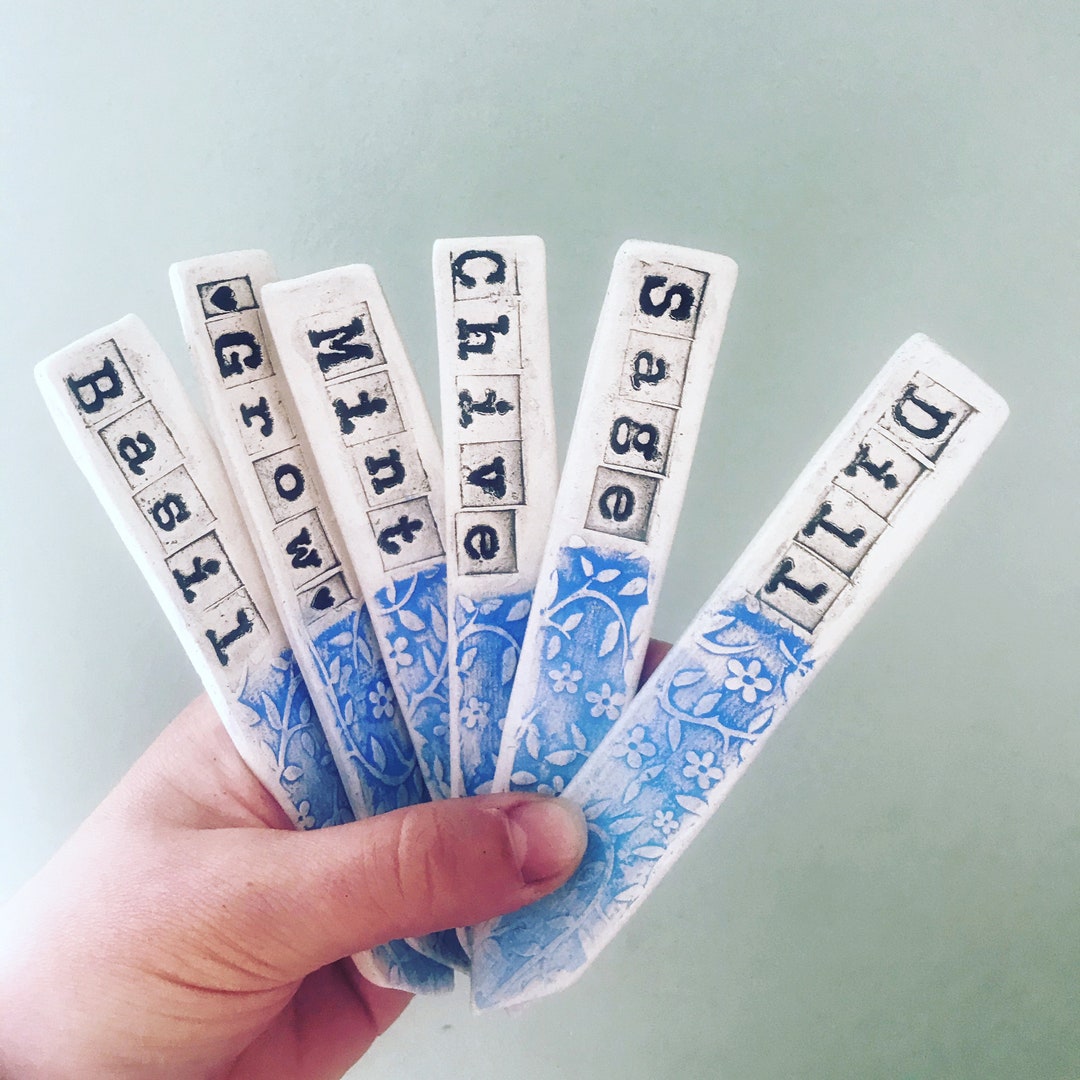 Basil
♥Grow♥
Mint
Chive
Sage
Dill